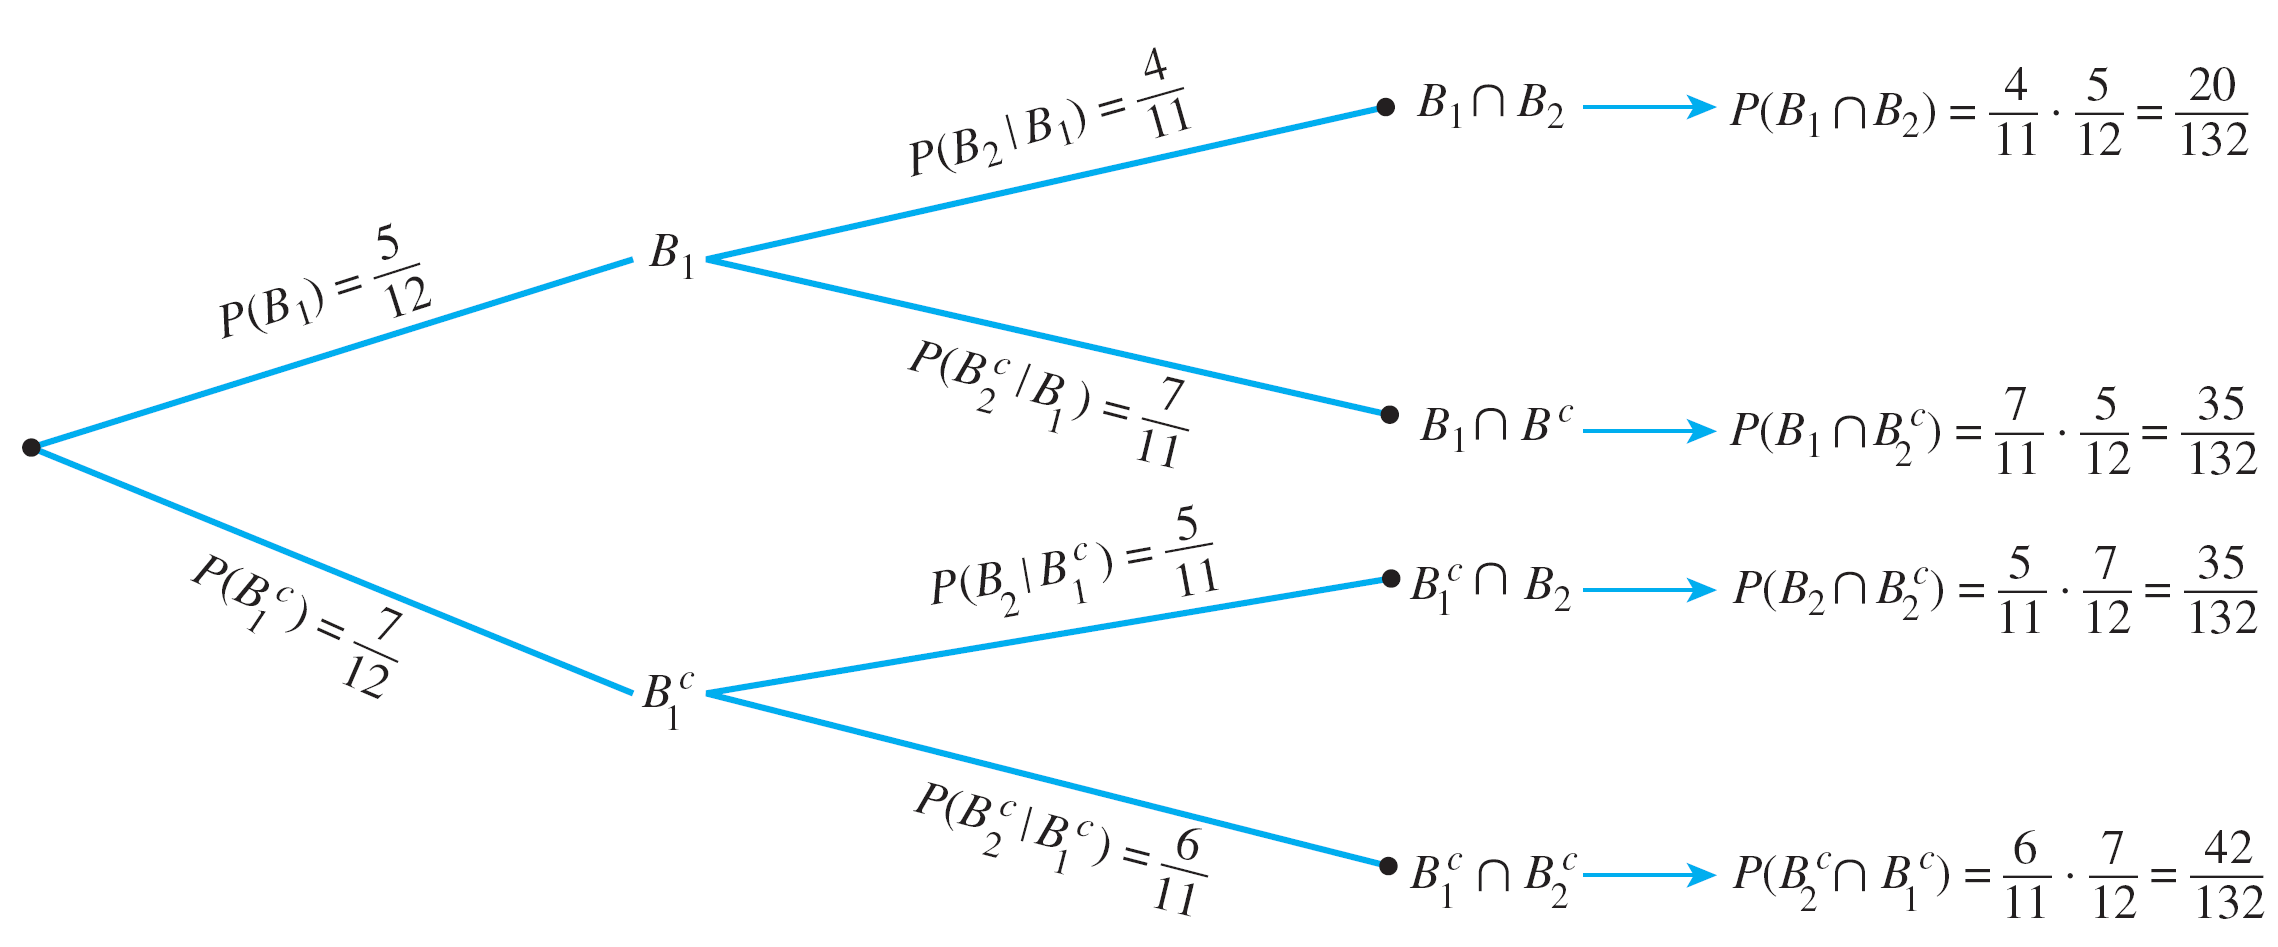 P(B₁) = 5/12
P(B₁ᶜ) = 7/12
B₁
B₁ᶜ
P(B₂ | B₁) = 4/11
P(B₂ᶜ | B₁) = 7/11
P(B₂ | B₁ᶜ) = 5/11
P(B₂ᶜ | B₁ᶜ) = 6/11
B₁ ∩ B₂ → P(B₁ ∩ B₂) = 4/11 · 5/12 = 20/132
B₁ ∩ Bᶜ → P(B₁ ∩ B₂ᶜ) = 7/11 · 5/12 = 35/132
B₁ᶜ ∩ B₂ → P(B₂ ∩ B₂ᶜ) = 5/11 · 7/12 = 35/132
B₁ᶜ ∩ B₂ᶜ → P(B₂ᶜ ∩ B₁ᶜ) = 6/11 · 7/12 = 42/132